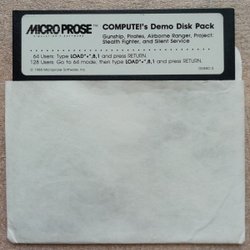 MICRO PROSE
SIMULATION • SOFTWARE
COMPUTE!'s Demo Disk Pack
Gunship, Pirates, Airborne Ranger, Project:
Stealth Fighter, and Silent Service
64 Users: Type LOAD"*",8,1 and press RETURN.
128 Users: Go to 64 mode, then Type LOAD"*",8,1 and press RETURN.
© 1988 Microprose Software, Inc.